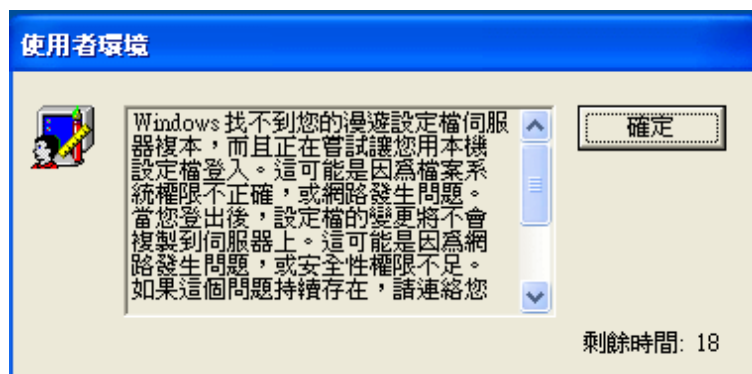 使用者環境
Windows 找不到您的漫遊設定檔伺服
器複本，而且正在嘗試讓您用本機
設定檔登入。這可能是因為檔案系
統權限不正確，或網路發生問題。
當您登出後，設定檔的變更將不會
複製到伺服器上。這可能是因為網
路發生問題，或安全性權限不足。
如果這個問題持續存在，請連絡您
確定
剩餘時間: 18